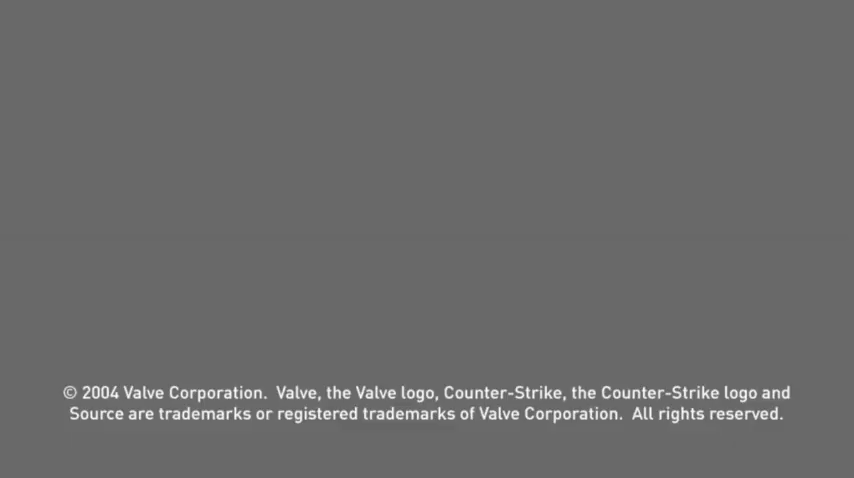 © 2004 Valve Corporation.  Valve, the Valve logo, Counter-Strike, the Counter-Strike logo and
Source are trademarks or registered trademarks of Valve Corporation.  All rights reserved.